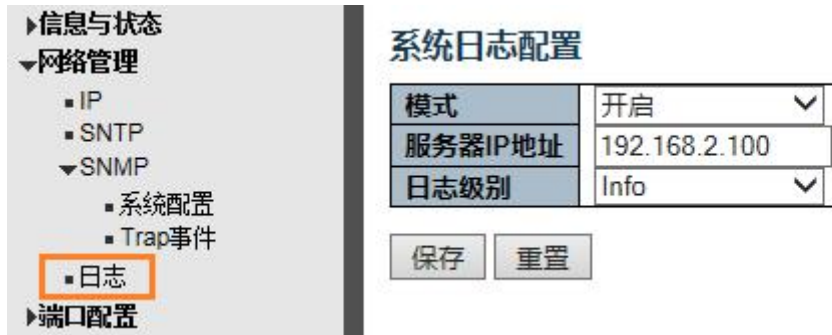 信息与状态
网络管理
IP
SNTP
SNMP
系统配置
Trap事件
日志
端口配置
系统日志配置
模式 开启
服务器IP地址 192.168.2.100
日志级别 Info
保存 重置